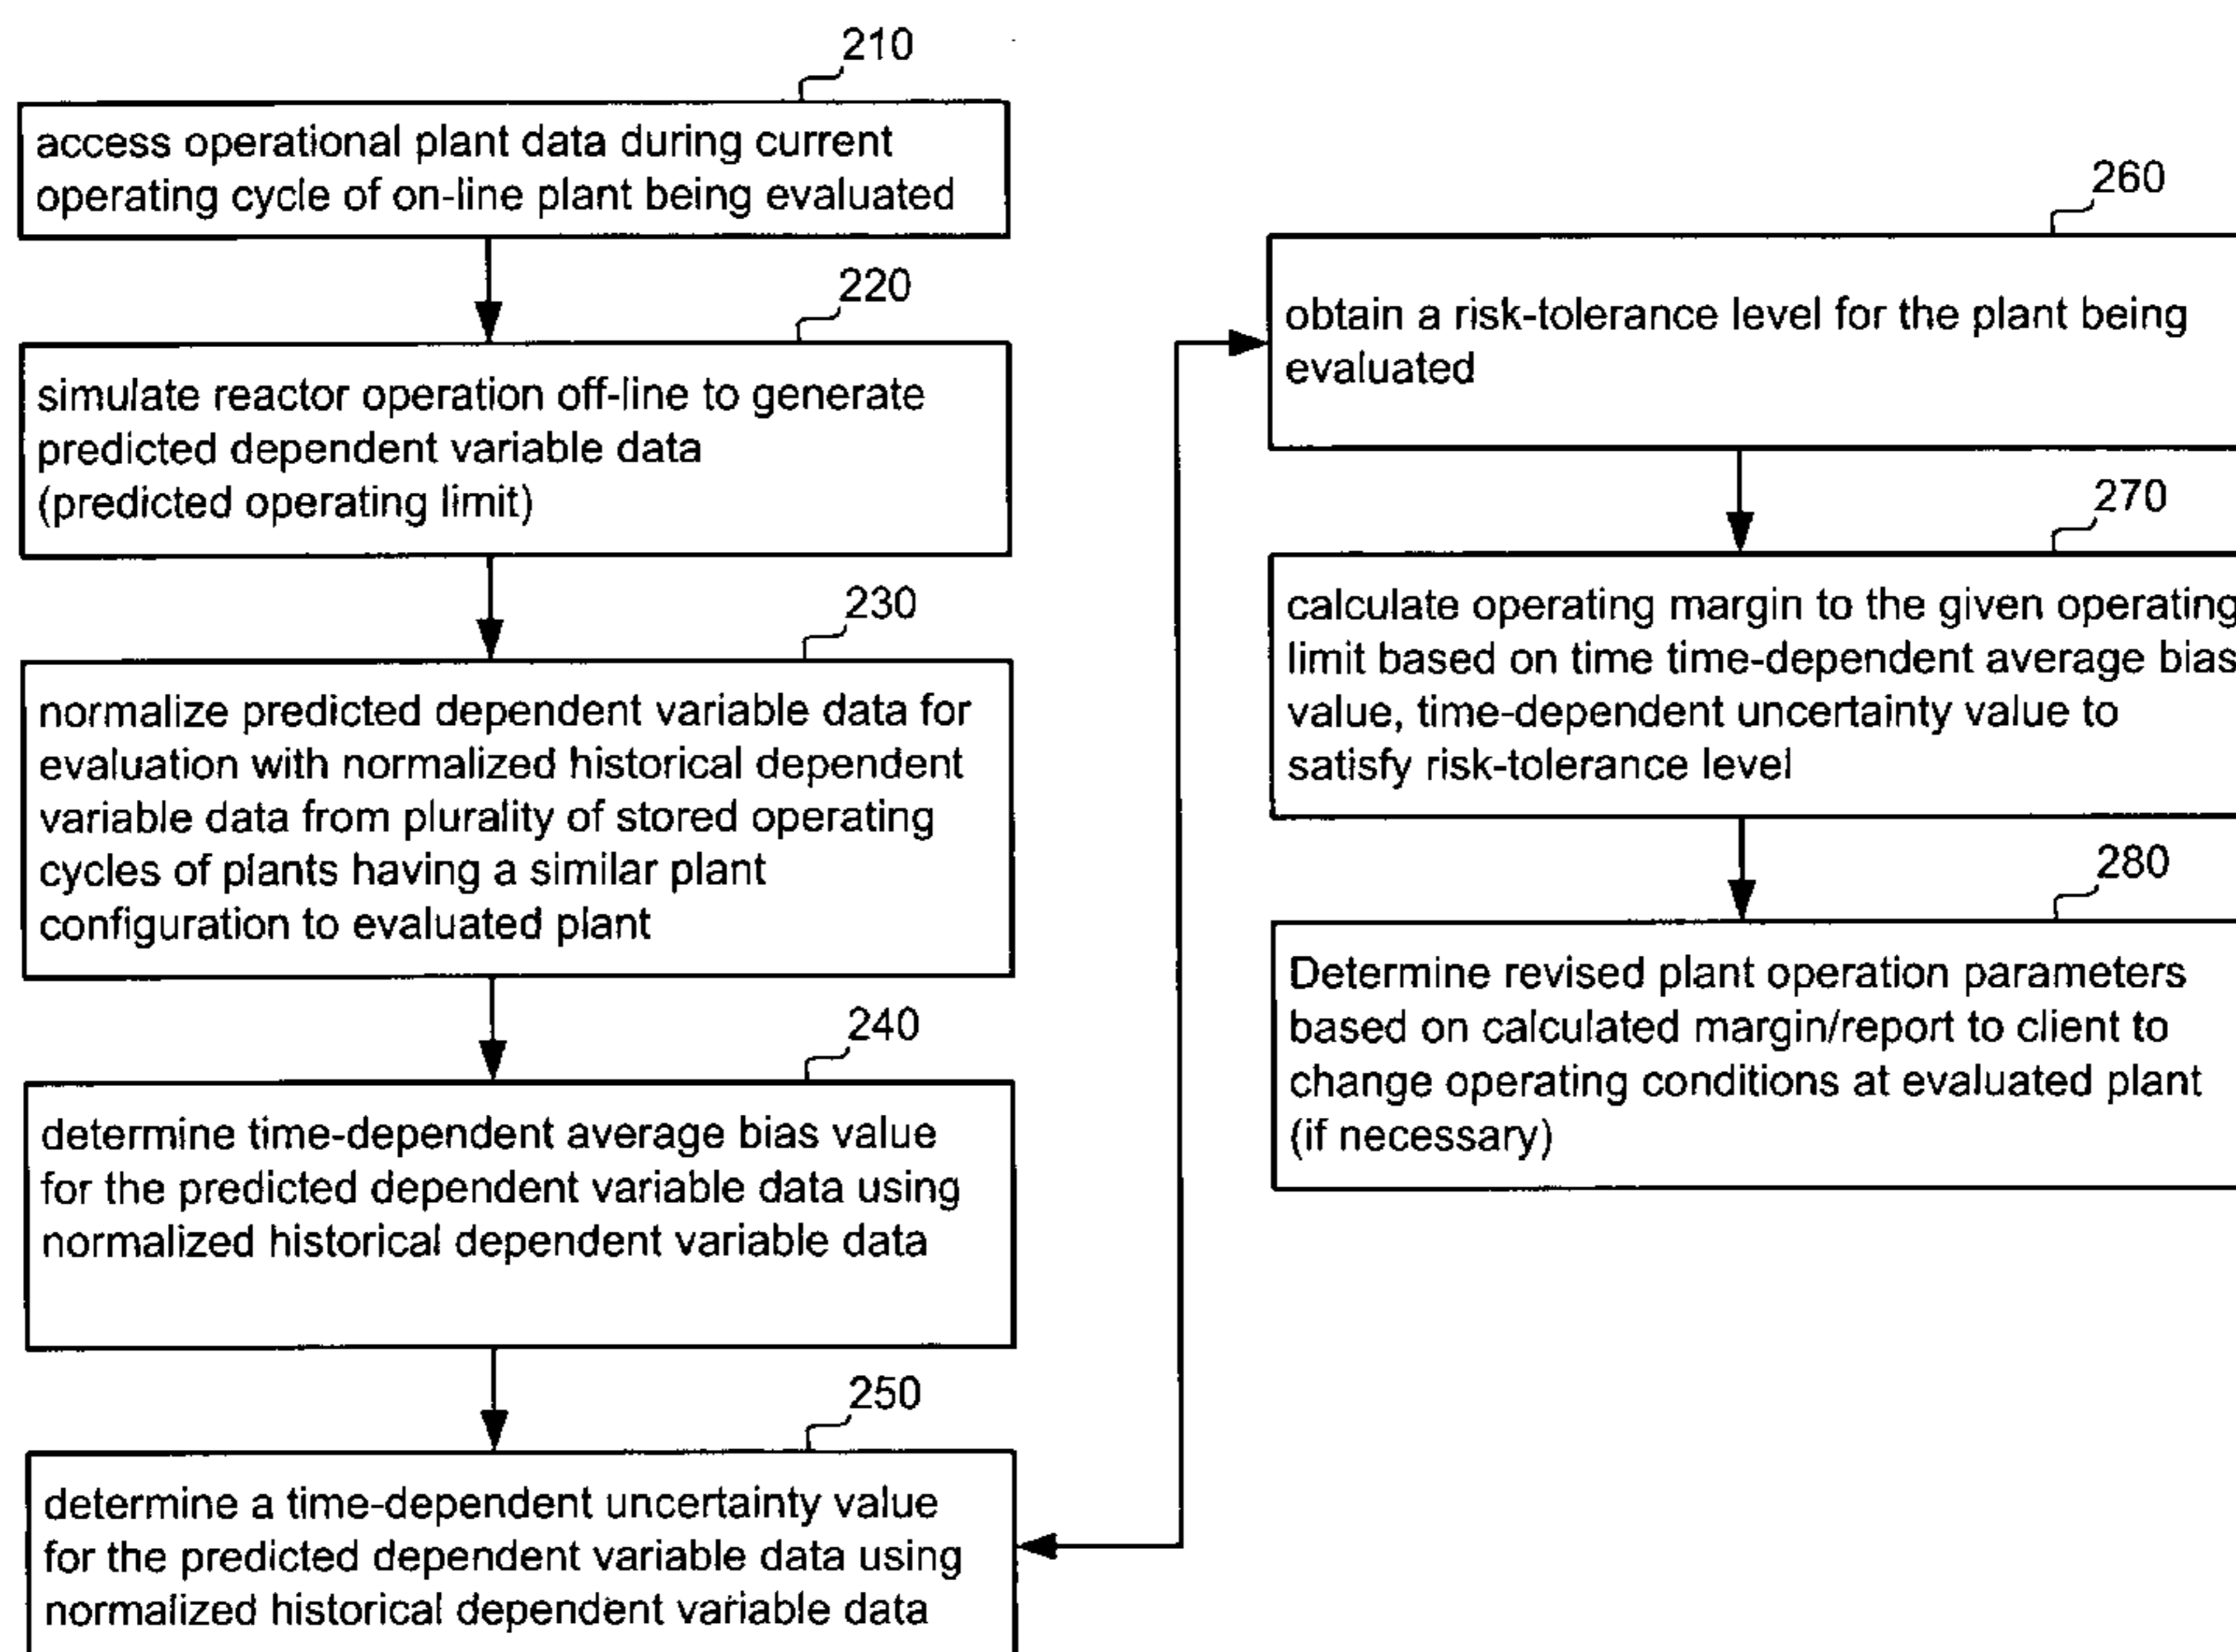 210
access operational plant data during current
operating cycle of on-line plant being evaluated
220
simulate reactor operation off-line to generate
predicted dependent variable data
(predicted operating limit)
230
normalize predicted dependent variable data for
evaluation with normalized historical dependent
variable data from plurality of stored operating
cycles of plants having a similar plant
configuration to evaluated plant
240
determine time-dependent average bias value
for the predicted dependent variable data using
normalized historical dependent variable data
250
determine a time-dependent uncertainty value
for the predicted dependent variable data using
normalized historical dependent variable data
260
obtain a risk-tolerance level for the plant being
evaluated
270
calculate operating margin to the given operating
limit based on time time-dependent average bias
value, time-dependent uncertainty value to
satisfy risk-tolerance level
280
Determine revised plant operation parameters
based on calculated margin/report to client to
change operating conditions at evaluated plant
(if necessary)